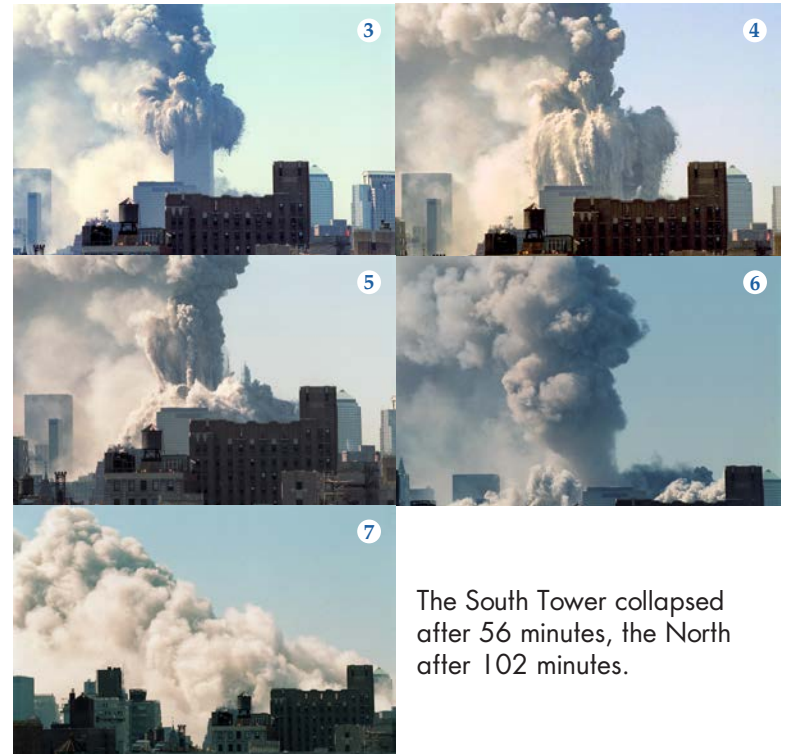 3
4
5
6
7
The South Tower collapsed
after 56 minutes, the North
after 102 minutes.